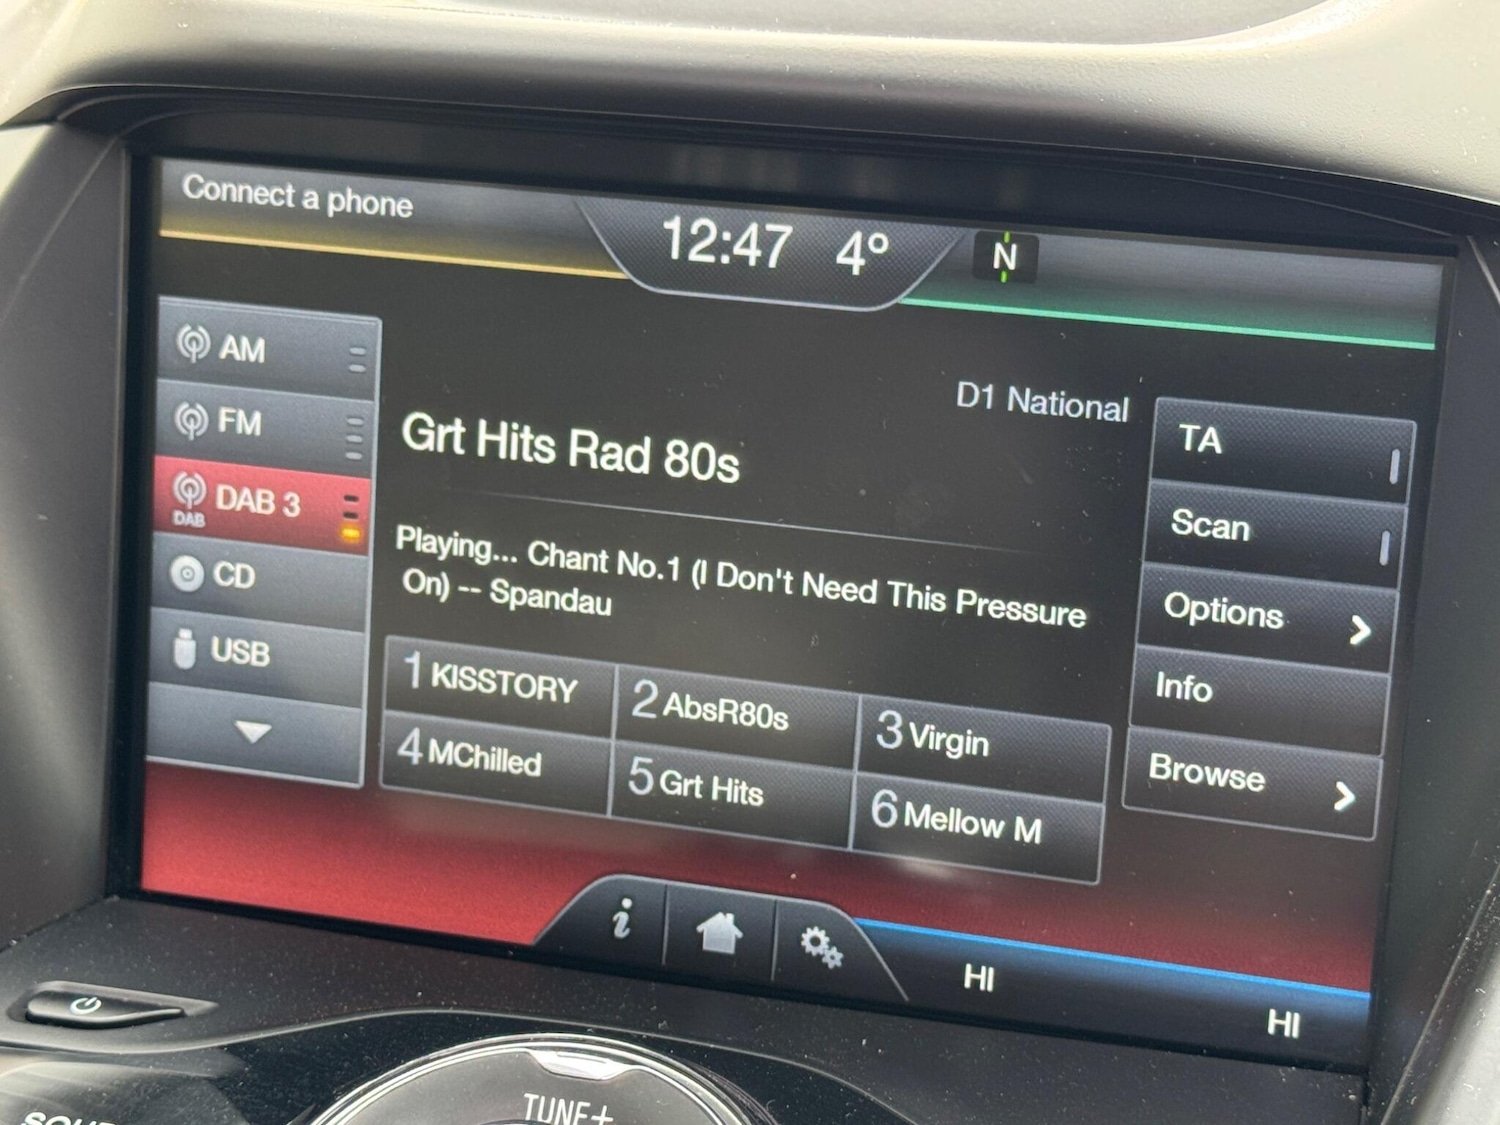 Connect a phone
12:47 4°
N
AM
FM
DAB 3
DAB
CD
USB
D1 National
Grt Hits Rad 80s
Playing... Chant No.1 (I Don't Need This Pressure
On) -- Spandau
1 KISSTORY
2 AbsR80s
3 Virgin
4 MChilled
5 Grt Hits
6 Mellow M
TA
Scan
Options
Info
Browse
i
HI
HI
TUNE+